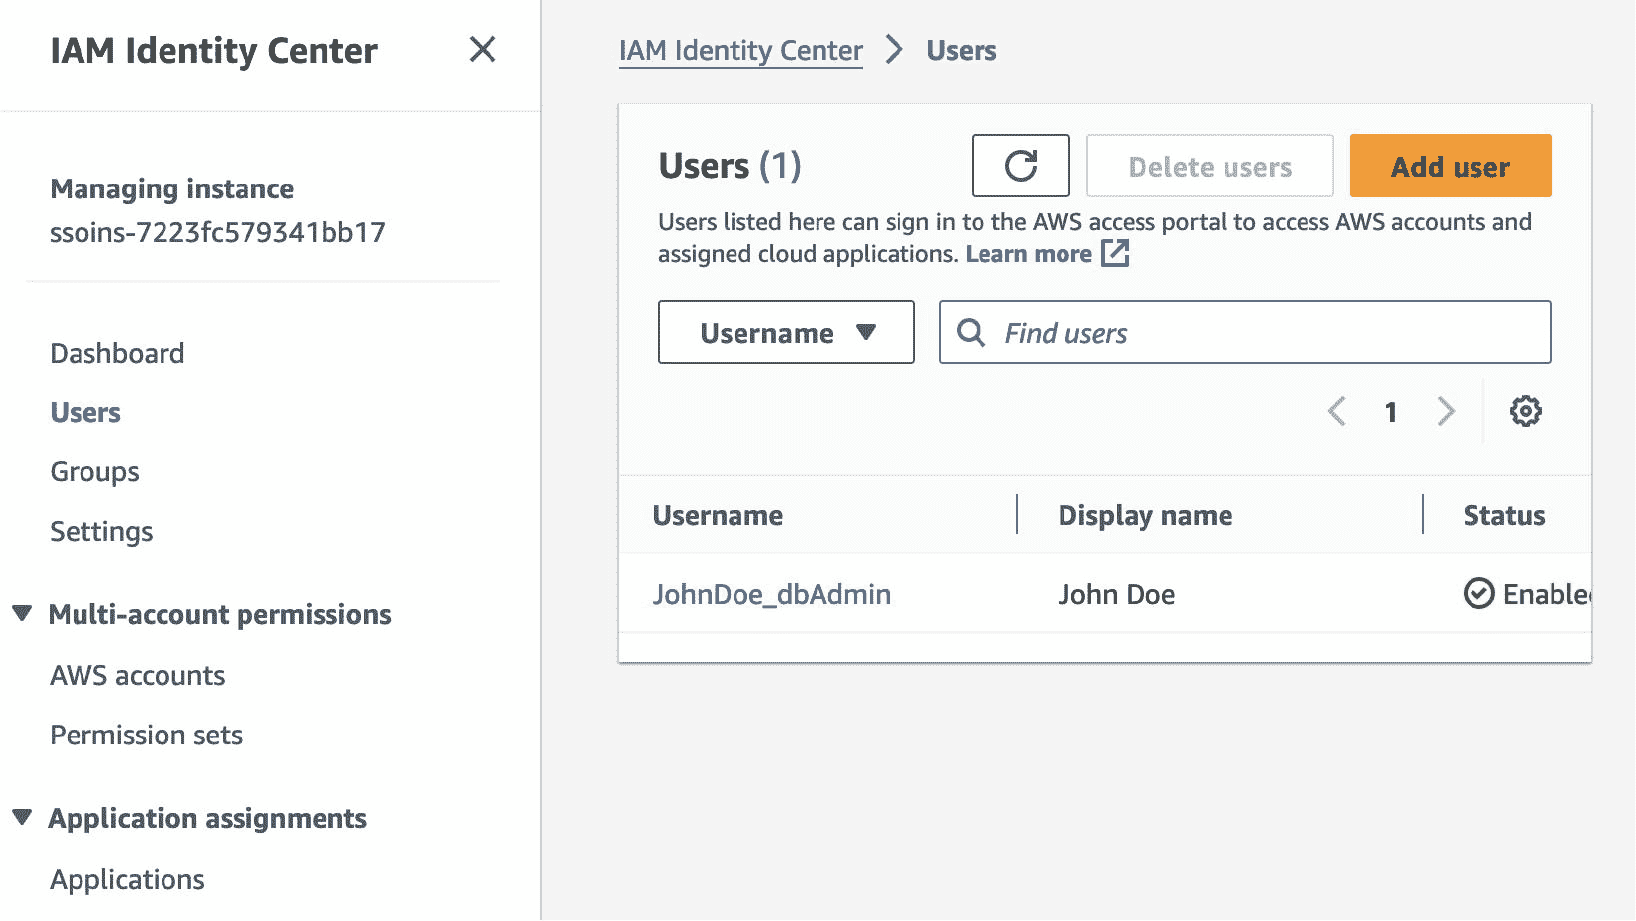 IAM Identity Center
Managing instance
ssoins-7223fc579341bb17
Dashboard
Users
Groups
Settings
Multi-account permissions
AWS accounts
Permission sets
Application assignments
Applications
IAM Identity Center > Users
Users (1)
Delete users
Add user
Users listed here can sign in to the AWS access portal to access AWS accounts and
assigned cloud applications. Learn more
Username
Find users
1
Username Display name Status
JohnDoe_dbAdmin John Doe Enable